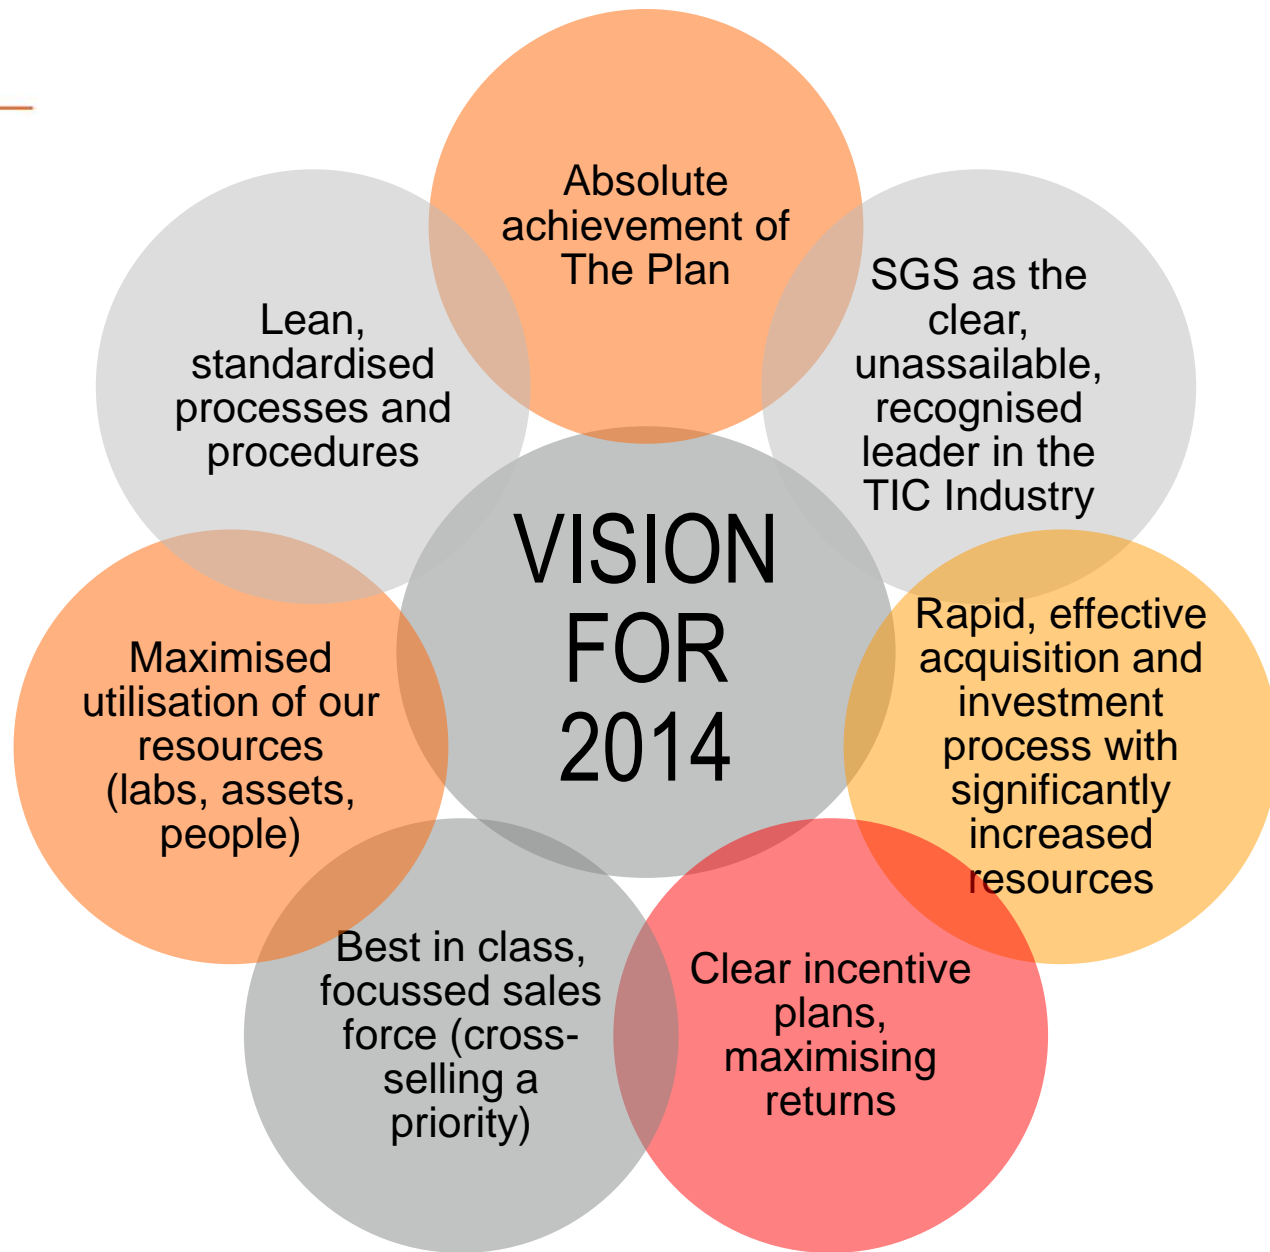 Absolute
achievement of
The Plan
SGS as the
clear,
unassailable,
recognised
leader in the
TIC Industry
Rapid, effective
acquisition and
investment
process with
significantly
increased
resources
Clear incentive
plans,
maximising
returns
Best in class,
focussed sales
force (cross-
selling a
priority)
Maximised
utilisation of our
resources
(labs, assets,
people)
Lean,
standardised
processes and
procedures
VISION
FOR
2014